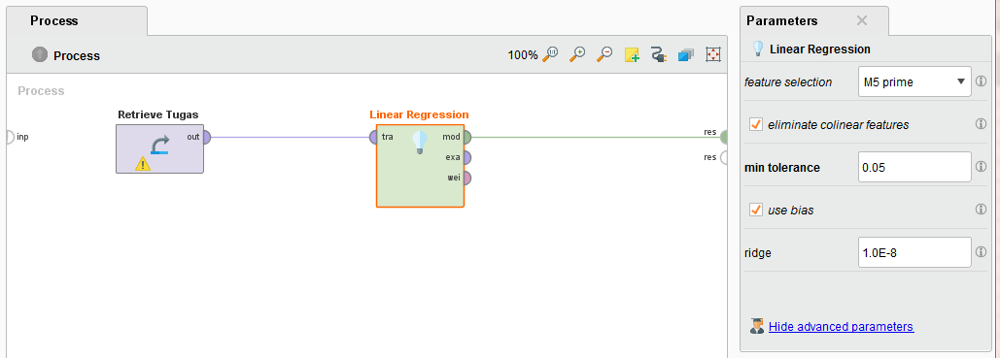 Process
Process
100%
Process
Retrieve Tugas
Linear Regression
inp
out
tra
mod
exa
wei
res
res
Parameters
Linear Regression
feature selection
M5 prime
eliminate colinear features
min tolerance
0.05
use bias
ridge
1.0E-8
Hide advanced parameters